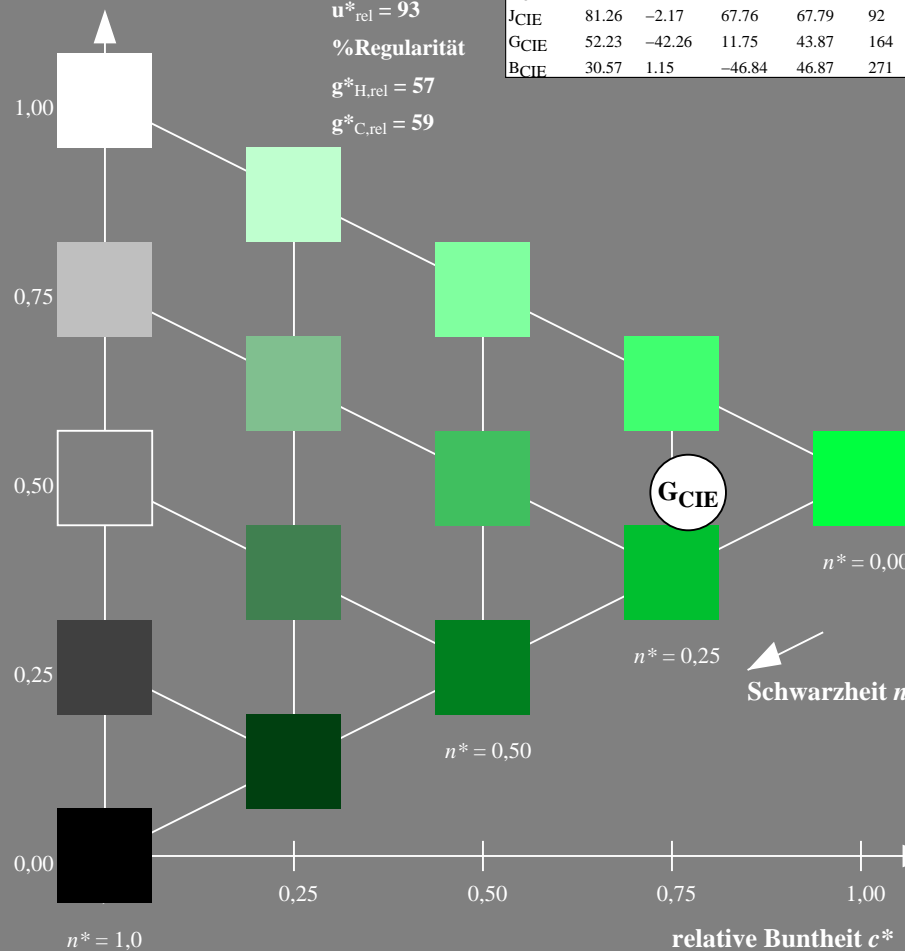 u*rel = 93
%Regularität
g*H,rel = 57
g*C,rel = 59
JCIE 81.26 −2.17 67.76 67.79 92
GCIE 52.23 −42.26 11.75 43.87 164
BCIE 30.57 1.15 −46.84 46.87 271
1,00
0,75
0,50
GCIE
n* = 0,00
n* = 0,25
0,25
Schwarzheit n
n* = 0,50
0,00
0,25 0,50 0,75 1,00
n* = 1,0
relative Buntheit c*